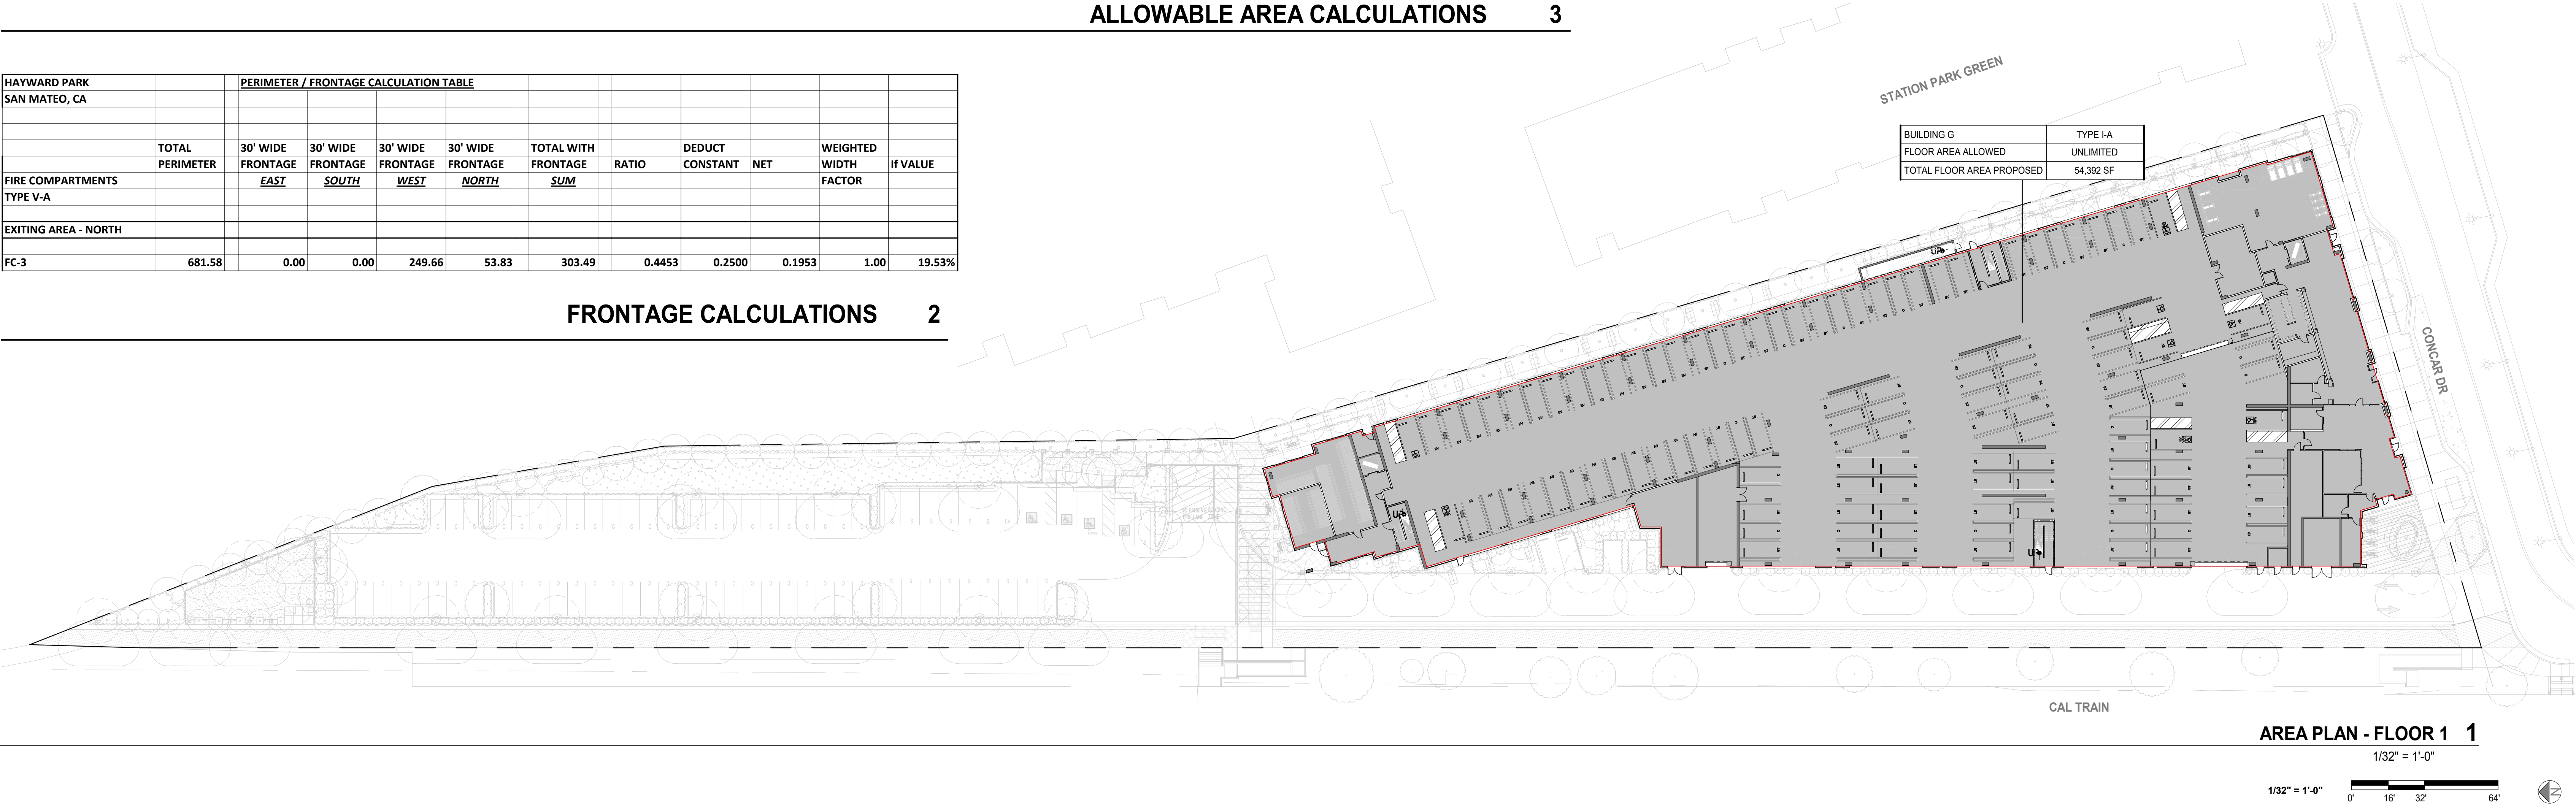 ALLOWABLE AREA CALCULATIONS 3
HAYWARD PARK PERIMETER / FRONTAGE CALCULATION TABLE
SAN MATEO, CA
TOTAL 30' WIDE 30' WIDE 30' WIDE 30' WIDE TOTAL WITH DEDUCT WEIGHTED
PERIMETER FRONTAGE FRONTAGE FRONTAGE FRONTAGE FRONTAGE RATIO CONSTANT NET WIDTH If VALUE
FIRE COMPARTMENTS EAST SOUTH WEST NORTH SUM FACTOR
TYPE V-A
EXITING AREA - NORTH
FC-3 681.58 0.00 0.00 249.66 53.83 303.49 0.4453 0.2500 0.1953 1.00 19.53%
FRONTAGE CALCULATIONS 2
STATION PARK GREEN
BUILDING G TYPE I-A
FLOOR AREA ALLOWED UNLIMITED
TOTAL FLOOR AREA PROPOSED 54,392 SF
UP
CONCAR DR
UP
UP
CAL TRAIN
AREA PLAN - FLOOR 1 1
1/32" = 1'-0"
1/32" = 1'-0"
0' 16' 32' 64'
N